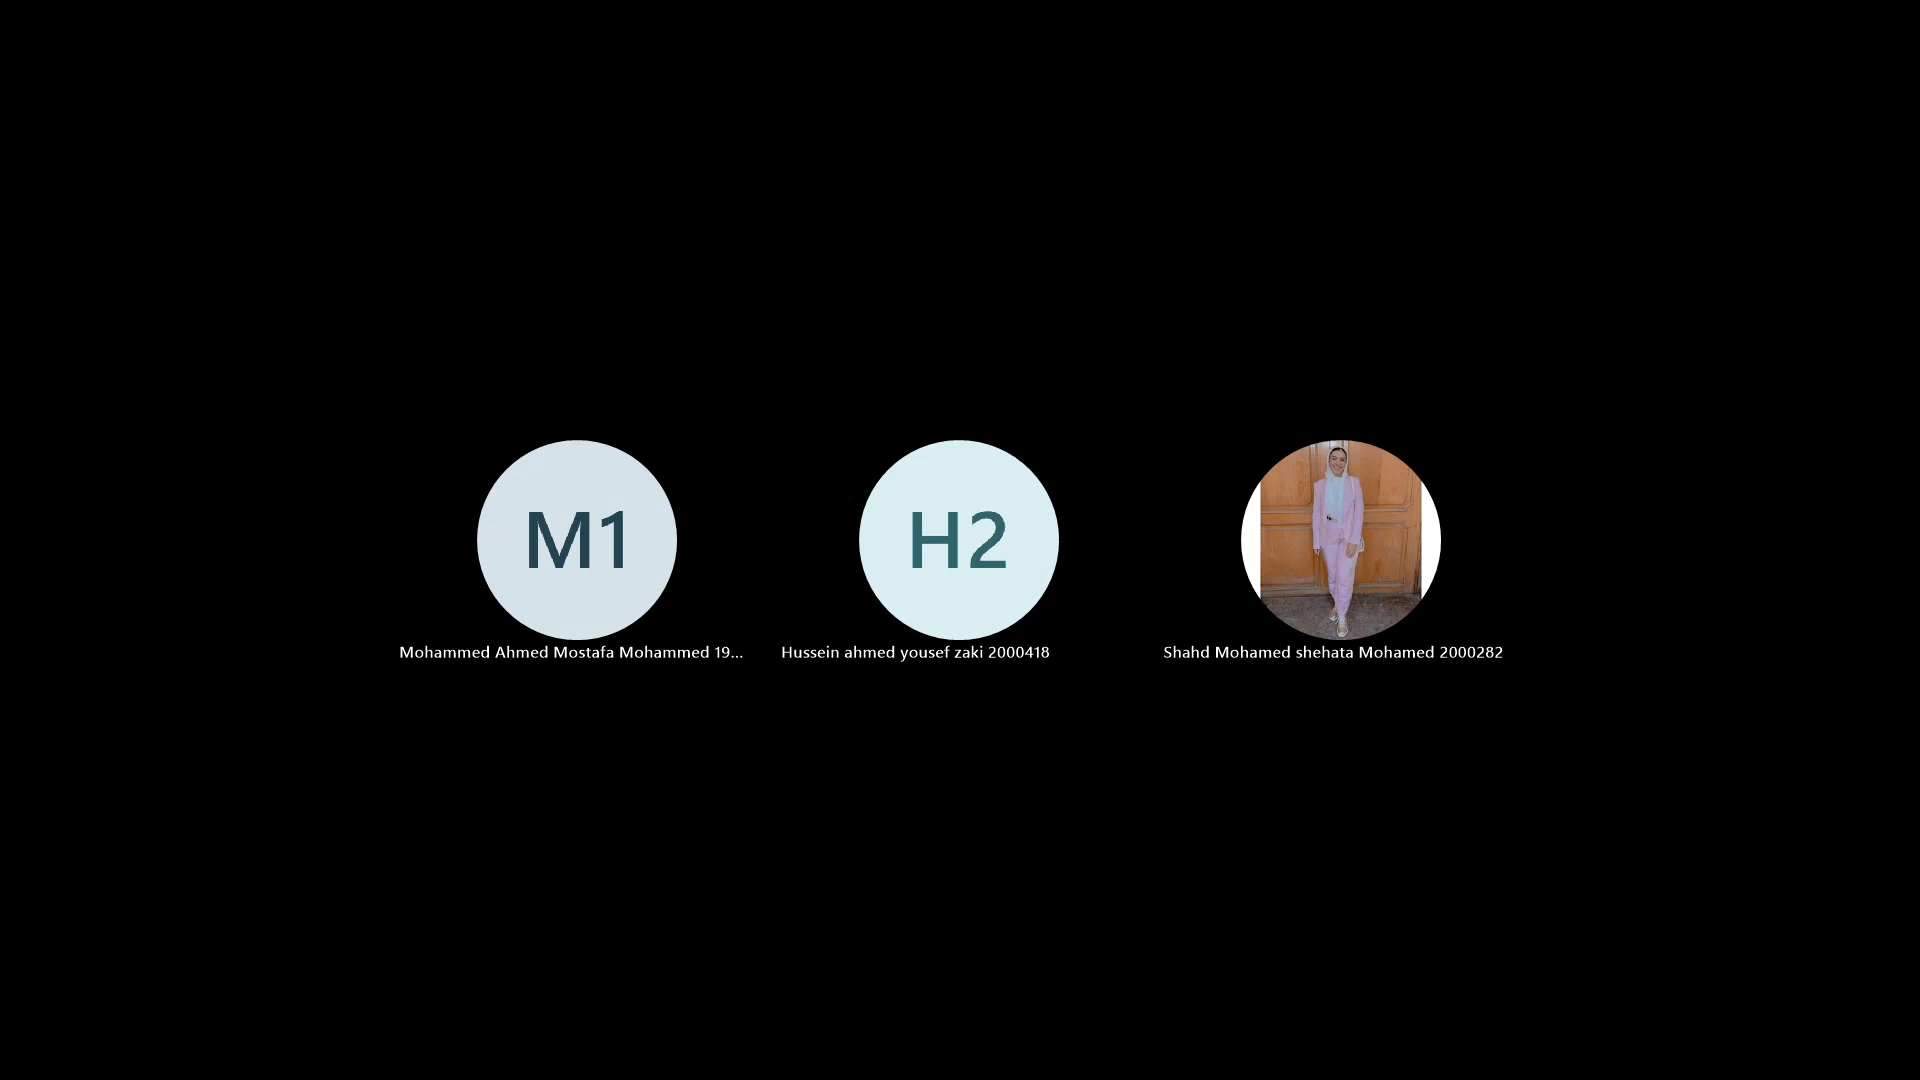 M1
H2
Mohammed Ahmed Mostafa Mohammed 19...
Hussein ahmed yousef zaki 2000418
Shahd Mohamed shehata Mohamed 2000282